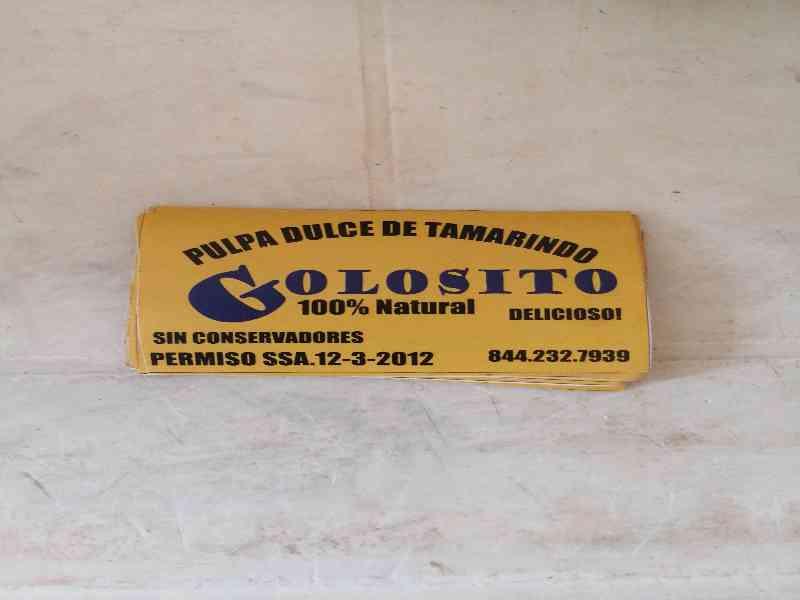 PULPA DULCE DE TAMARINDO
GOLOSITO
100% Natural
DELICIOSO!
SIN CONSERVADORES
PERMISO SSA.12-3-2012
844.232.7939